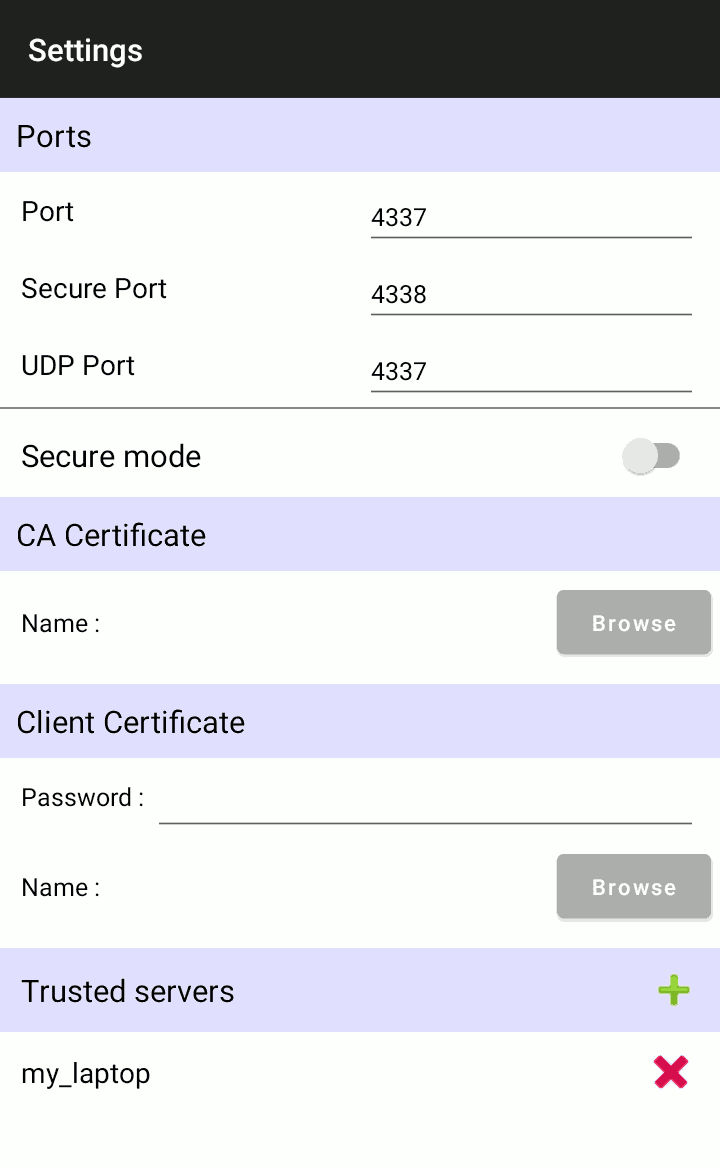 Settings
Ports
Port 4337
Secure Port 4338
UDP Port 4337
Secure mode
CA Certificate
Name : Browse
Client Certificate
Password :
Name : Browse
Trusted servers
my_laptop